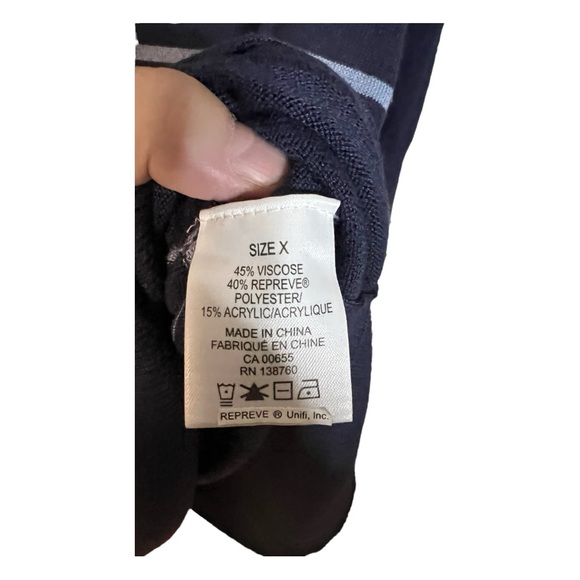 SIZE X
45% VISCOSE
40% REPREVE®
POLYESTER/
15% ACRYLIC/ACRYLIQUE
MADE IN CHINA
FABRIQUÉ EN CHINE
CA 00655
RN 138760
REPREVE ® Unifi, Inc.